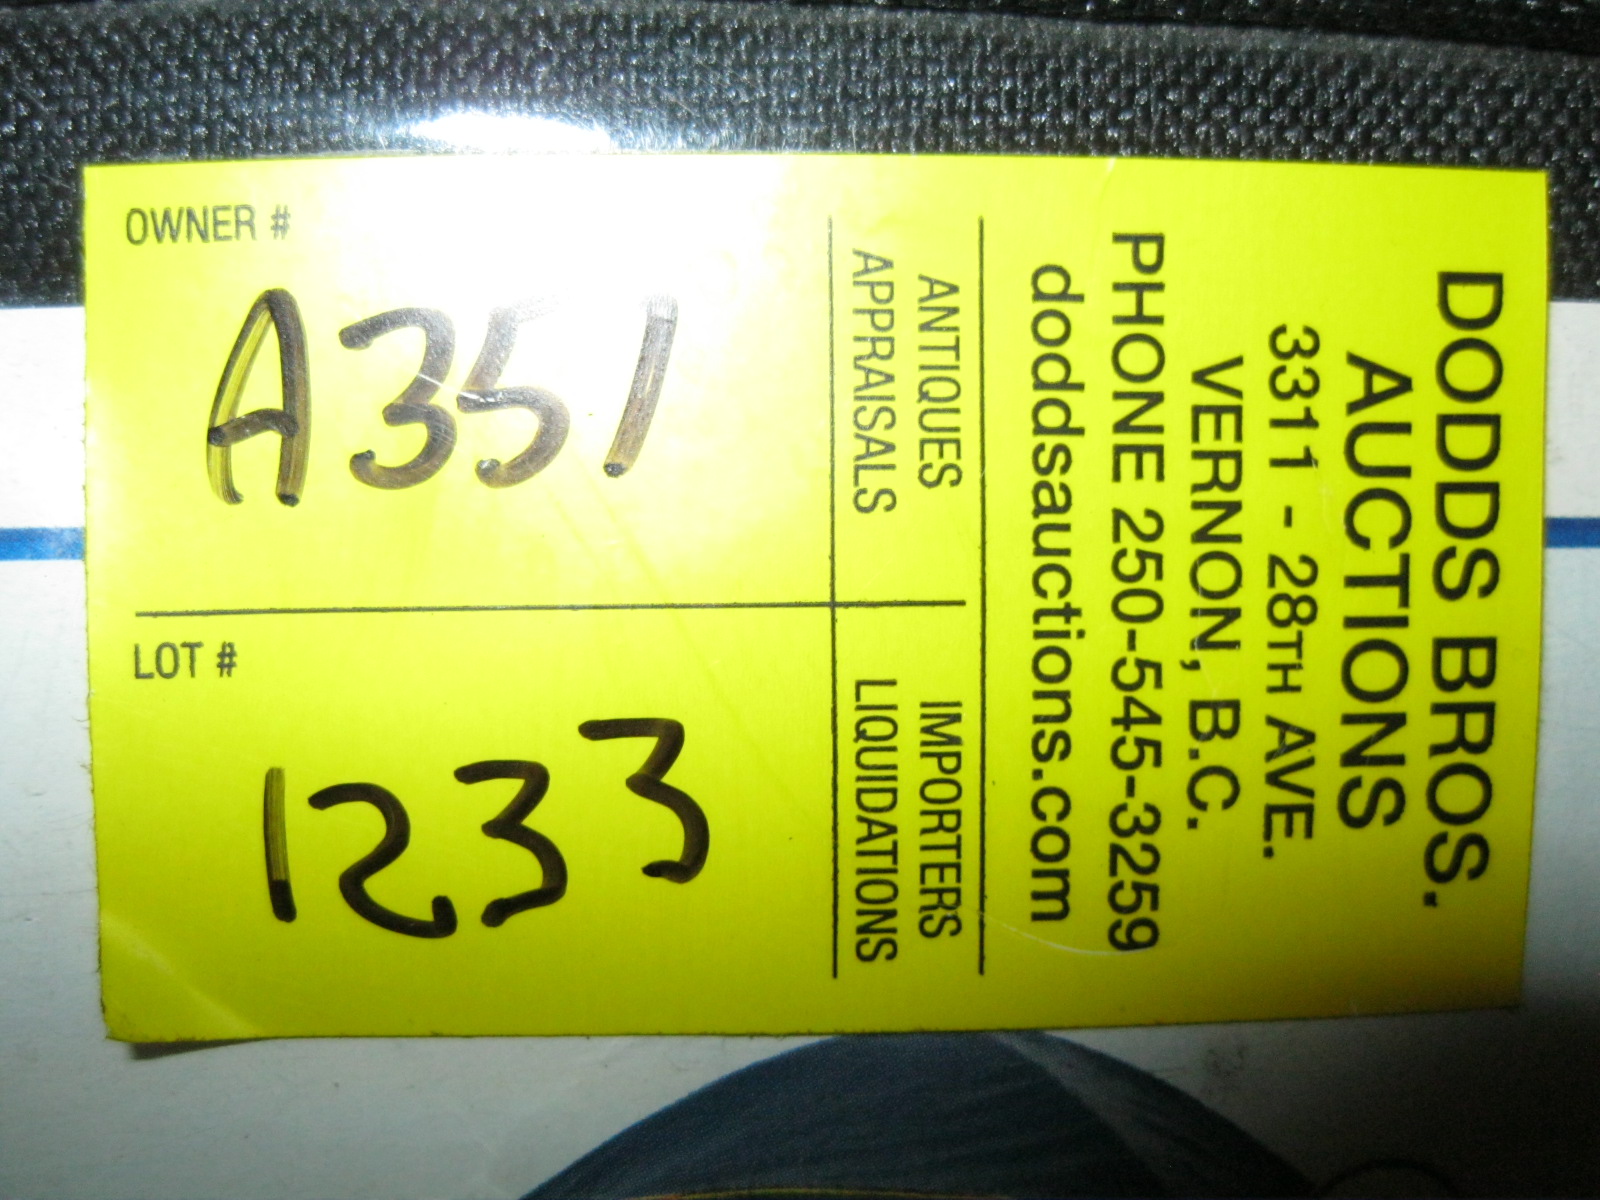 DODDS BROS.
AUCTIONS
3311 - 28TH AVE.
VERNON, B.C.
PHONE 250-545-3259
doddsauctions.com
ANTIQUES
APPRAISALS
IMPORTERS
LIQUIDATIONS
OWNER #
A351
LOT #
1233